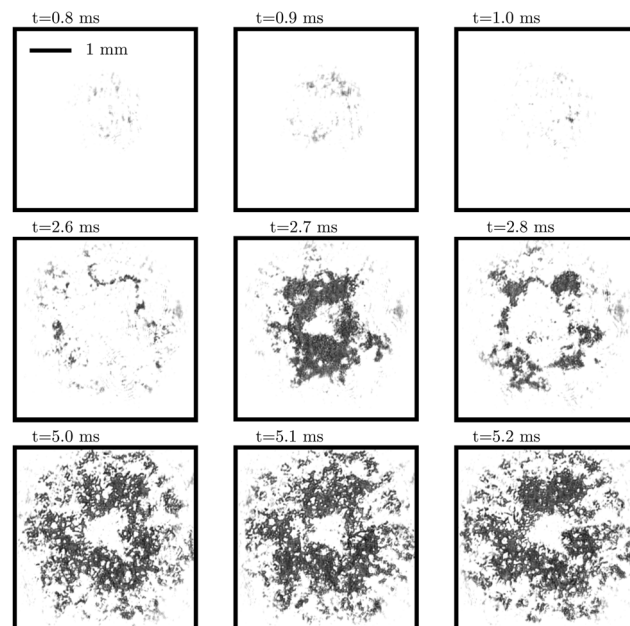 t=0.8 ms
t=0.9 ms
t=1.0 ms
1 mm
t=2.6 ms
t=2.7 ms
t=2.8 ms
t=5.0 ms
t=5.1 ms
t=5.2 ms